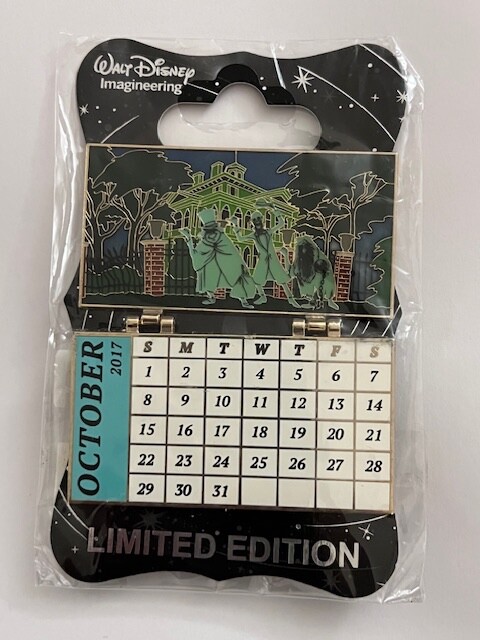 Walt Disney
Imagineering
OCTOBER
2017
S M T W T F S
1 2 3 4 5 6 7
8 9 10 11 12 13 14
15 16 17 18 19 20 21
22 23 24 25 26 27 28
29 30 31
LIMITED EDITION